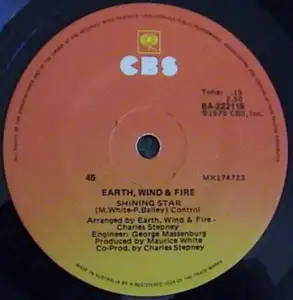 CBS
Time: .15
2.50
BA-222119
℗1975 CBS, Inc.
45
MX174723
EARTH, WIND & FIRE
SHINING STAR
(M.White-P.Bailey) Control
Arranged by Earth, Wind & Fire -
Charles Stepney
Engineer: George Massenburg
Produced by Maurice White
Co-Prod. by Charles Stepney
MADE IN AUSTRALIA BY A REGISTERED USER OF THE TRADE MARKS